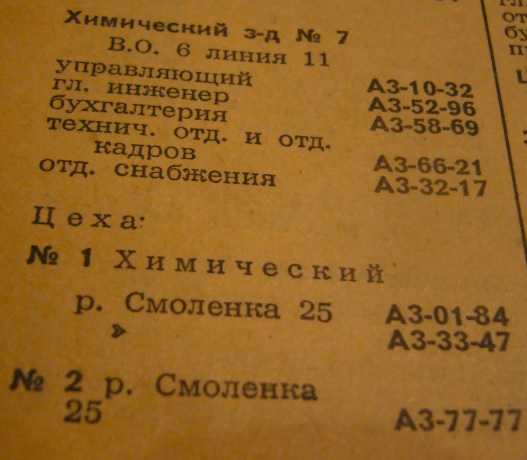 Химический з-д № 7
В.О. 6 линия 11
управляющий А3-10-32
гл. инженер А3-52-96
бухгалтерия А3-58-69
технич. отд. и отд.
кадров А3-66-21
отд. снабжения А3-32-17
Цеха:
№ 1 Химический
р. Смоленка 25 А3-01-84
» А3-33-47
№ 2 р. Смоленка
25 А3-77-77